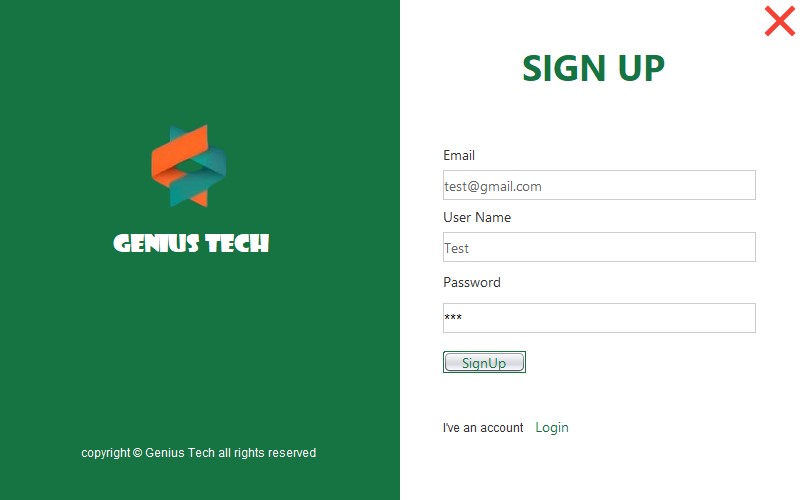 GENIUS TECH
copyright © Genius Tech all rights reserved
SIGN UP
Email
test@gmail.com
User Name
Test
Password
***
SignUp
I've an account Login